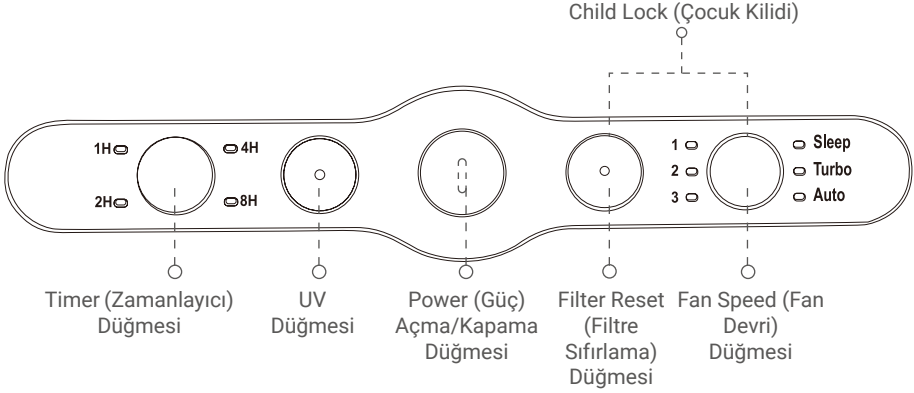 Child Lock (Çocuk Kilidi)
1H
4H
2H
8H
1
2
3
Sleep
Turbo
Auto
Timer (Zamanlayıcı)
Düğmesi
UV
Düğmesi
Power (Güç)
Açma/Kapama
Düğmesi
Filter Reset
(Filtre
Sıfırlama)
Düğmesi
Fan Speed (Fan
Devri)
Düğmesi